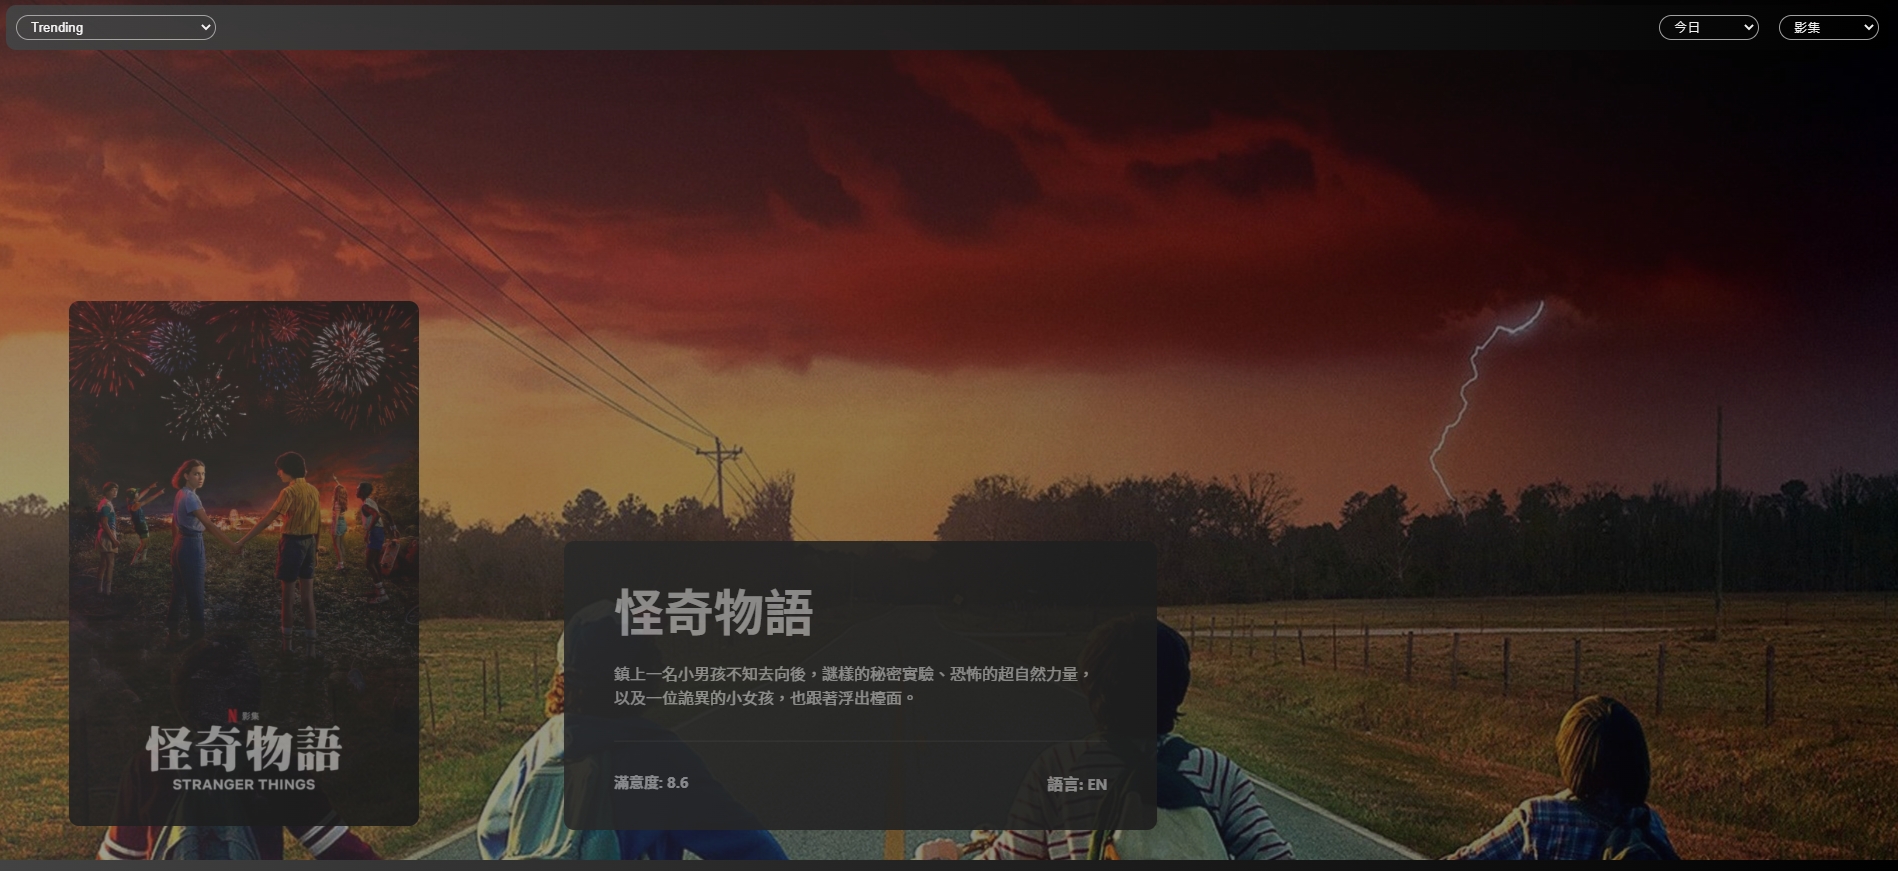 Trending
今日
影集
N 影集
怪奇物語
STRANGER THINGS
怪奇物語
鎮上一名小男孩不知去向後，謎樣的秘密實驗、恐怖的超自然力量，
以及一位詭異的小女孩，也跟著浮出檯面。
滿意度: 8.6
語言: EN